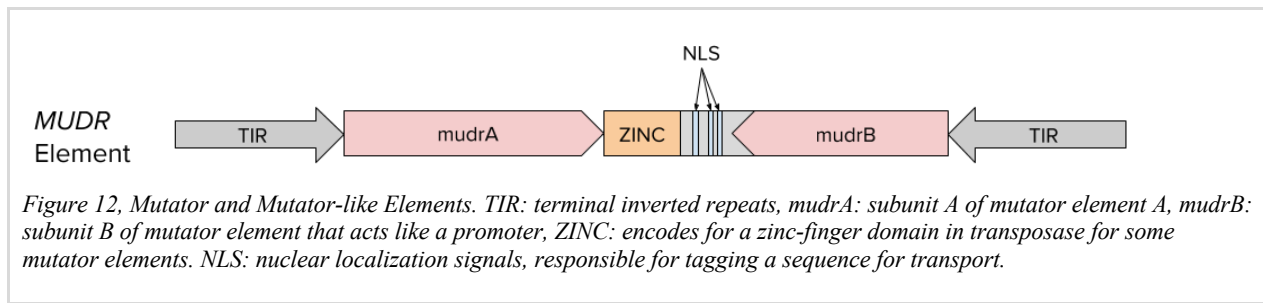 NLS
MUDR
Element
TIR
mudrA
ZINC
mudrB
TIR
Figure 12, Mutator and Mutator-like Elements. TIR: terminal inverted repeats, mudrA: subunit A of mutator element A, mudrB:
subunit B of mutator element that acts like a promoter, ZINC: encodes for a zinc-finger domain in transposase for some
mutator elements. NLS: nuclear localization signals, responsible for tagging a sequence for transport.